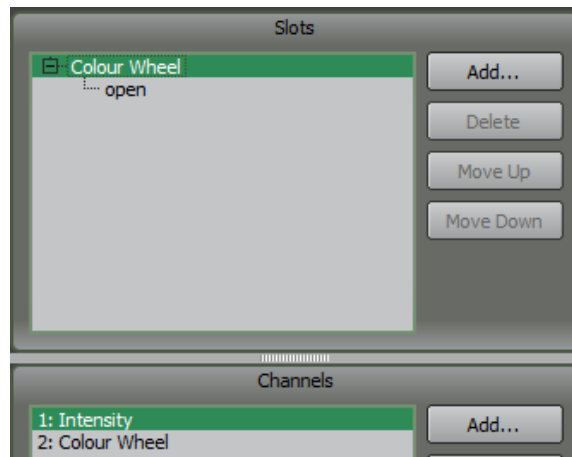 Slots
Colour Wheel
open
Add...
Delete
Move Up
Move Down
Channels
1: Intensity
2: Colour Wheel
Add...